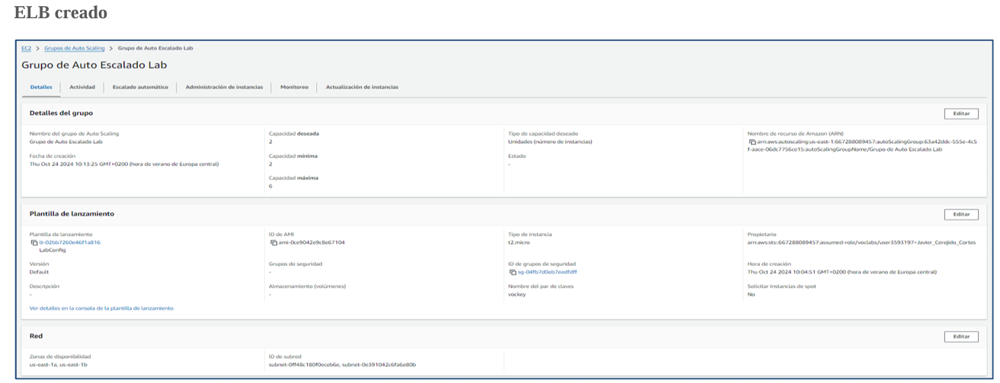 ELB creado
EC2 > Grupos de Auto Scaling > Grupo de Auto Escalado Lab
Grupo de Auto Escalado Lab
Detalles Actividad Escalado automático Administración de instancias Monitoreo Actualización de instancias
Detalles del grupo Editar
Nombre del grupo de Auto Scaling
Grupo de Auto Escalado Lab
Fecha de creación
Thu Oct 24 2024 10:13:25 GMT+0200 (hora de verano de Europa central)
Capacidad deseada
2
Capacidad mínima
2
Capacidad máxima
6
Tipo de capacidad deseado
Unidades (número de instancias)
Estado
-
Nombre de recurso de Amazon (ARN)
arn:aws:autoscaling:us-east-1:667288089457:autoScalingGroup:63a42ddc-555e-4c5
f-aace-06dc7756ce15:autoScalingGroupName/Grupo de Auto Escalado Lab
Plantilla de lanzamiento Editar
Plantilla de lanzamiento
lt-02bb7260e46f1a816
LabConfig
Versión
Default
Descripción
-
Ver detalles en la consola de la plantilla de lanzamiento
ID de AMI
ami-0ce9042e9c8e67104
Grupos de seguridad
-
Almacenamiento (volúmenes)
-
Tipo de instancia
t2.micro
ID de grupos de seguridad
sg-04fb7d0eb7eedfdff
Nombre del par de claves
vockey
Propietario
arn:aws:sts::667288089457:assumed-role/voclabs/user3593197=Javier_Cerejido_Cortes
Hora de creación
Thu Oct 24 2024 10:04:51 GMT+0200 (hora de verano de Europa central)
Solicitar instancias de spot
No
Red Editar
Zonas de disponibilidad
us-east-1a, us-east-1b
ID de subred
subnet-0ff48c180f0eceb6e, subnet-0e391042c6fa6e80b